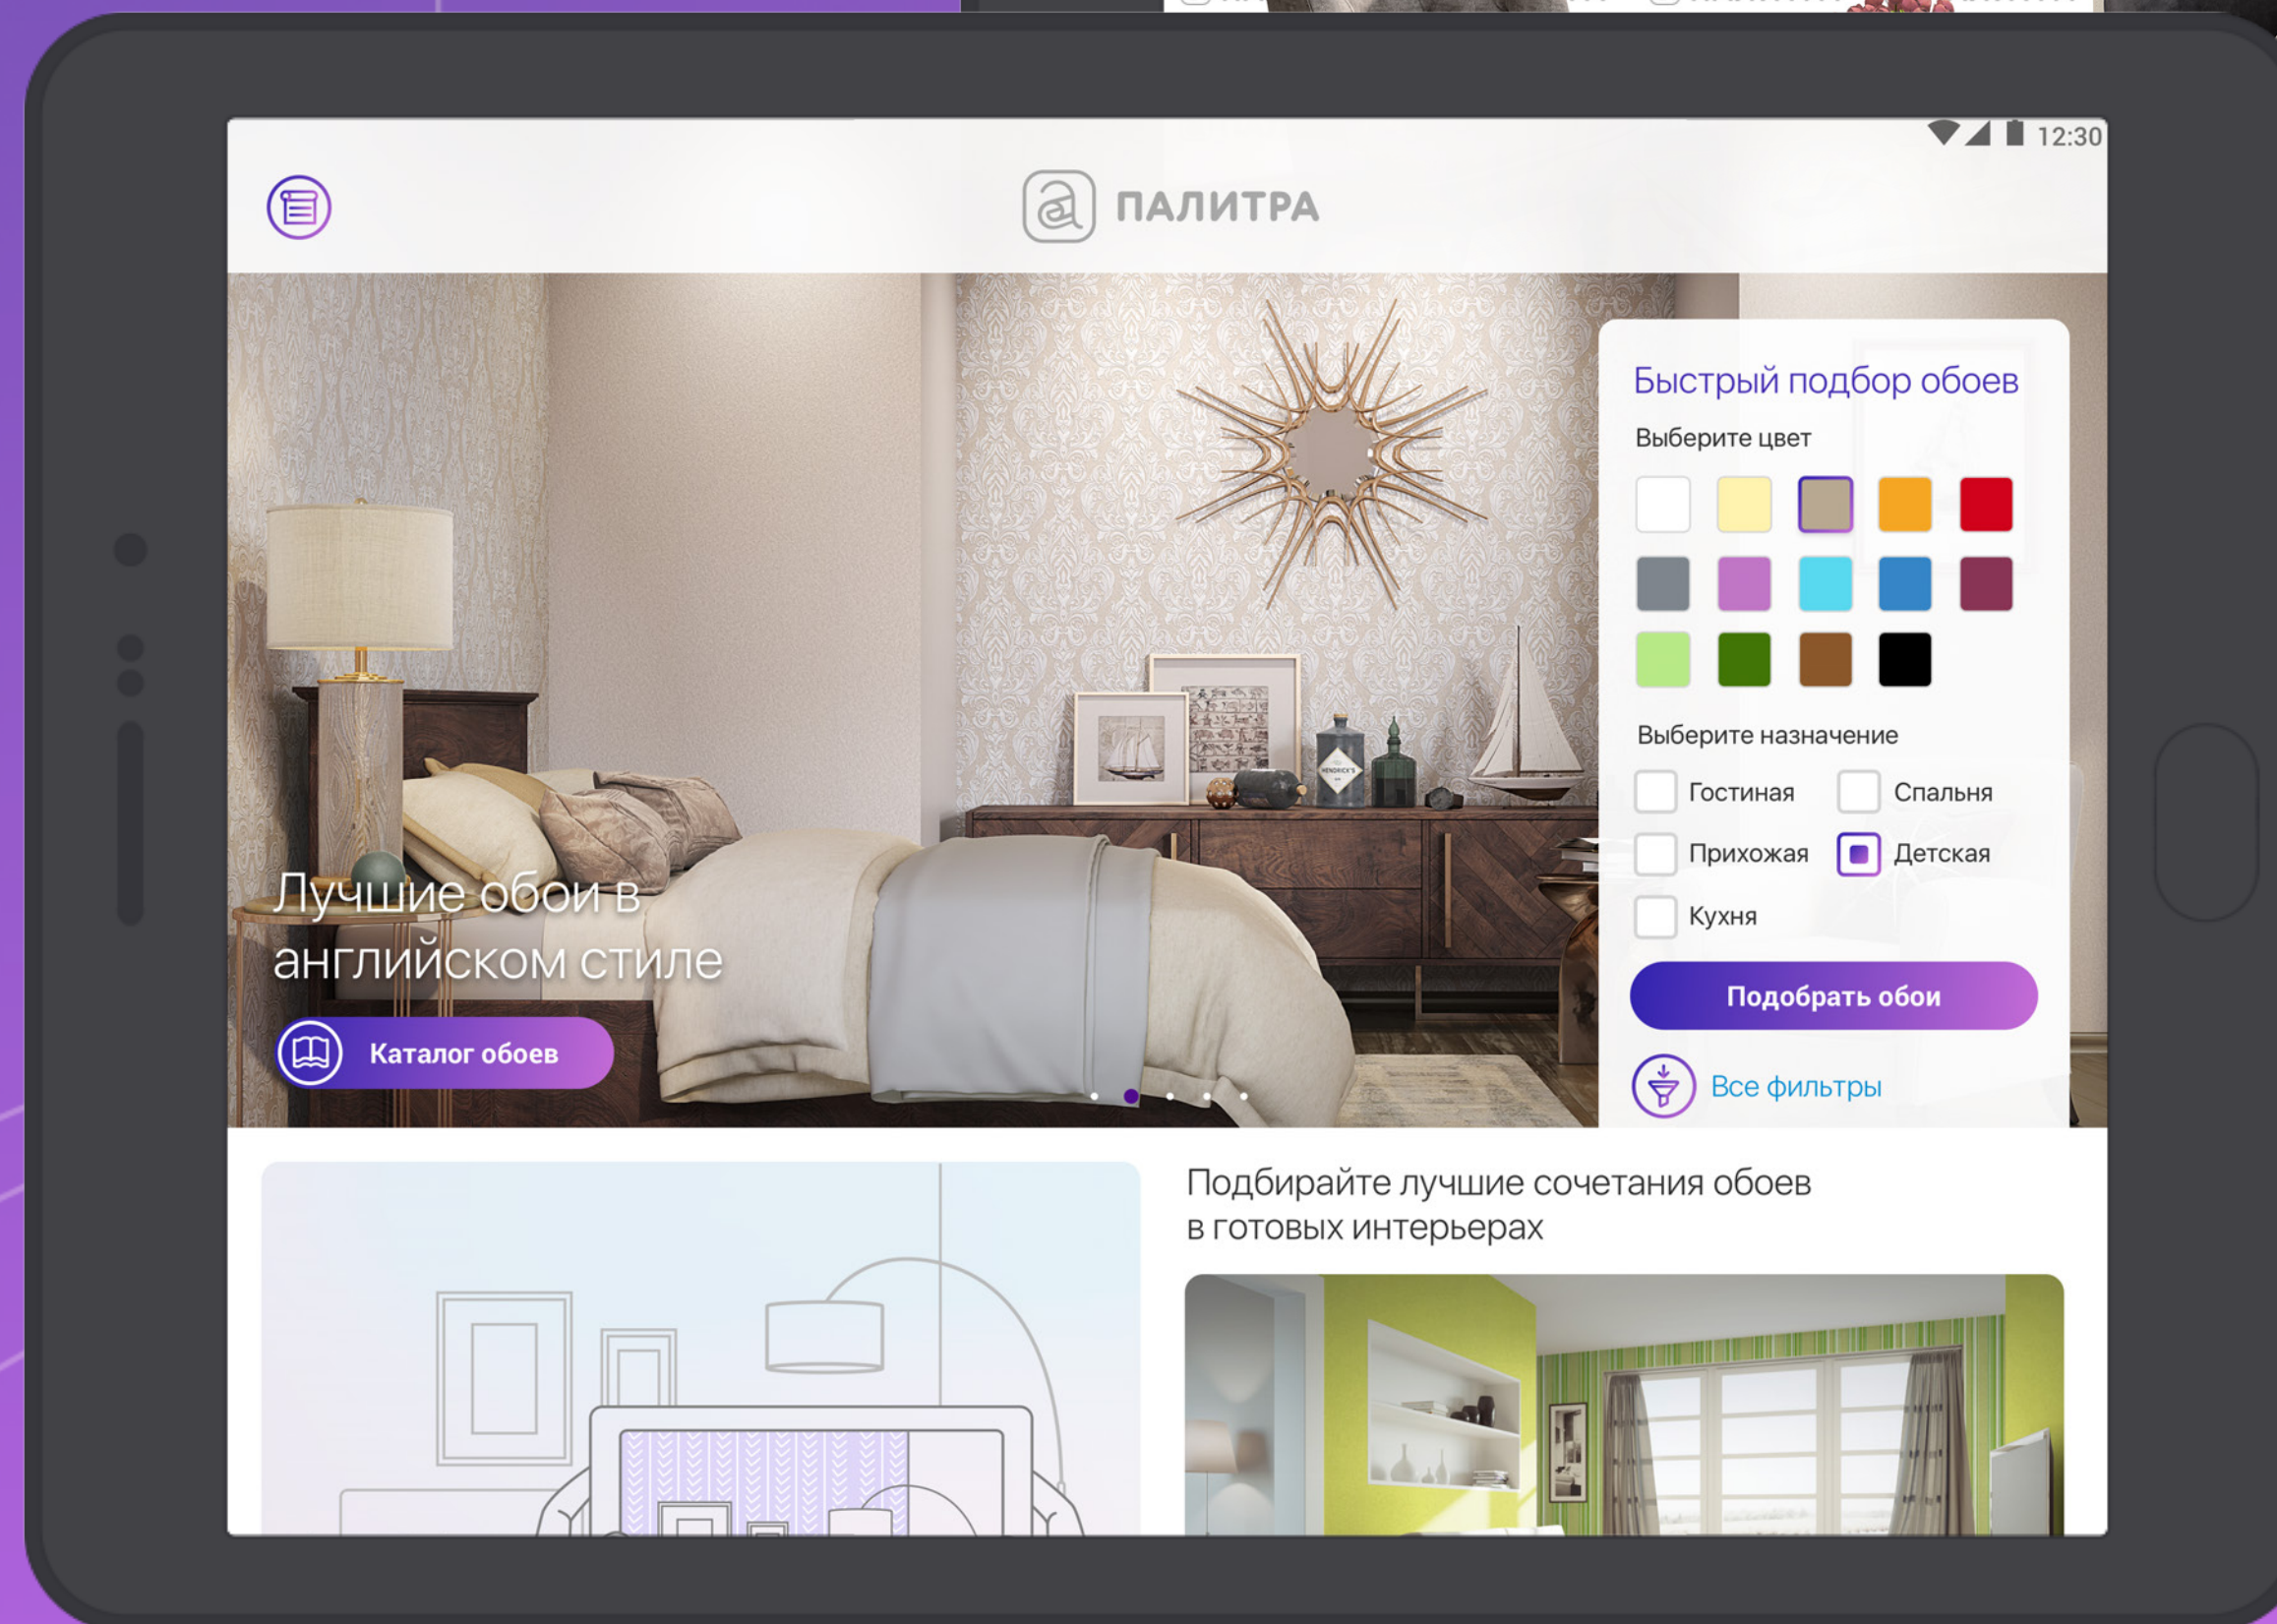 12:30
ПАЛИТРА
Быстрый подбор обоев
Выберите цвет
HENDRICK'S
Выберите назначение
Гостиная
Спальня
Прихожая
Детская
Кухня
Подобрать обои
Все фильтры
Лучшие обои в
английском стиле
Каталог обоев
Подбирайте лучшие сочетания обоев
в готовых интерьерах